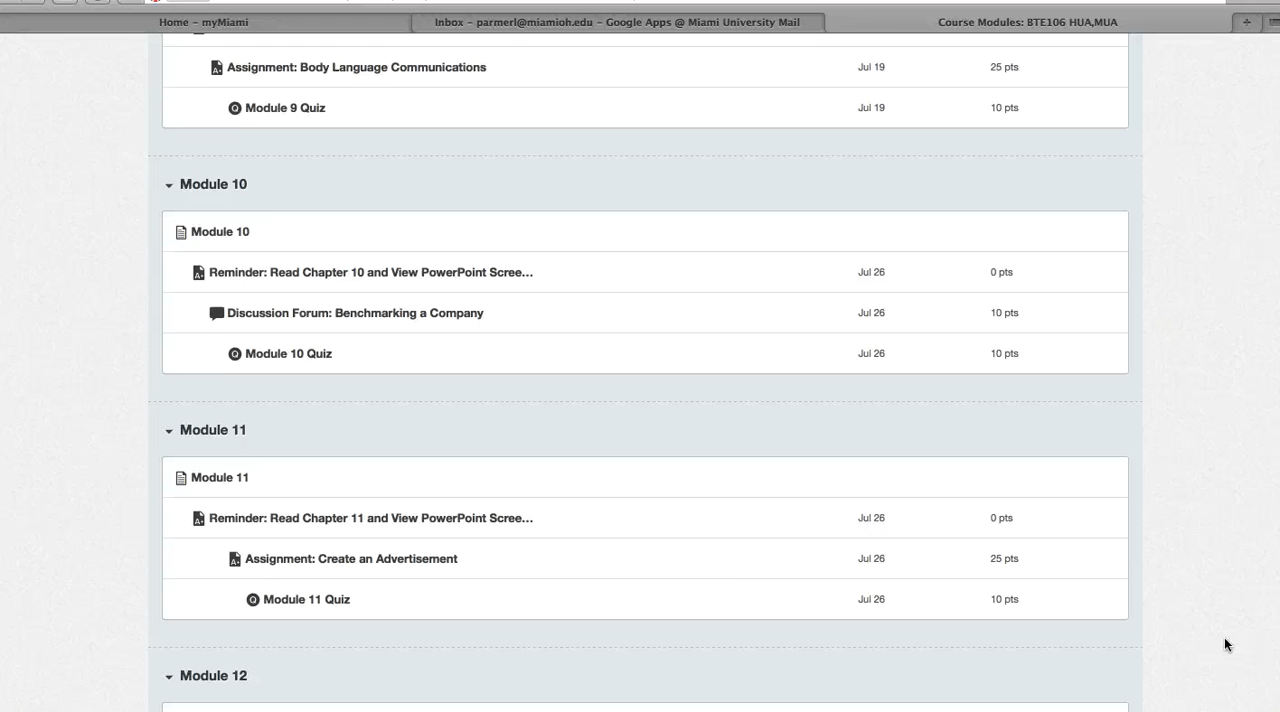 Home – myMiami
Inbox – parmerl@miamioh.edu – Google Apps @ Miami University Mail
Course Modules: BTE106 HUA,MUA
Assignment: Body Language Communications Jul 19 25 pts
Module 9 Quiz Jul 19 10 pts
Module 10
Module 10
Reminder: Read Chapter 10 and View PowerPoint Scree... Jul 26 0 pts
Discussion Forum: Benchmarking a Company Jul 26 10 pts
Module 10 Quiz Jul 26 10 pts
Module 11
Module 11
Reminder: Read Chapter 11 and View PowerPoint Scree... Jul 26 0 pts
Assignment: Create an Advertisement Jul 26 25 pts
Module 11 Quiz Jul 26 10 pts
Module 12